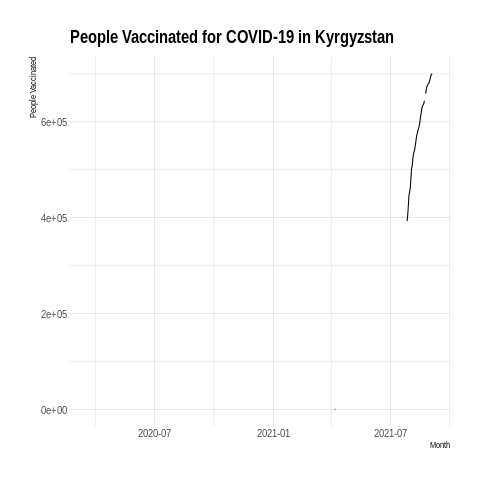 People Vaccinated for COVID-19 in Kyrgyzstan
People Vaccinated
6e+05
4e+05
2e+05
0e+00
2020-07
2021-01
2021-07
Month